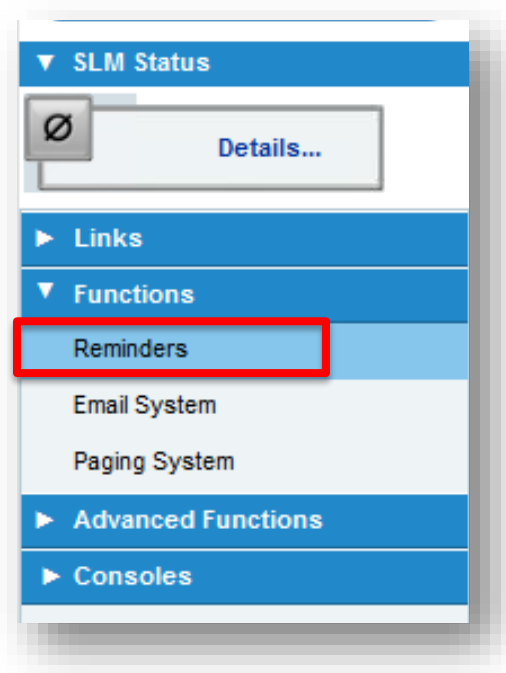 SLM Status
Ø
Details...
Links
Functions
Reminders
Email System
Paging System
Advanced Functions
Consoles